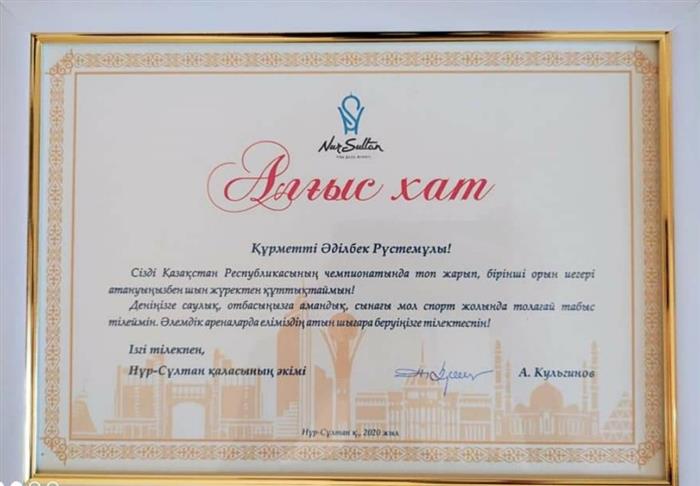 Nur Sultan
Алғыс хат
Құрметті Әділбек Рүстемұлы!
Сізді Қазақстан Республикасының чемпионатында топ жарып, бірінші орын иегері
атануыңызбен шын жүректен құттықтаймын!
Деніңізге саулық, отбасыңызға амандық, сынағы мол спорт жолында толағай табыс
тілеймін. Әлемдік ареналарда еліміздің атын шығара беруіңізге тілектеспін!
Ізгі тілекпен,
Нұр-Сұлтан қаласының әкімі
А. Кульгинов
Нұр-Сұлтан қ., 2020 жыл